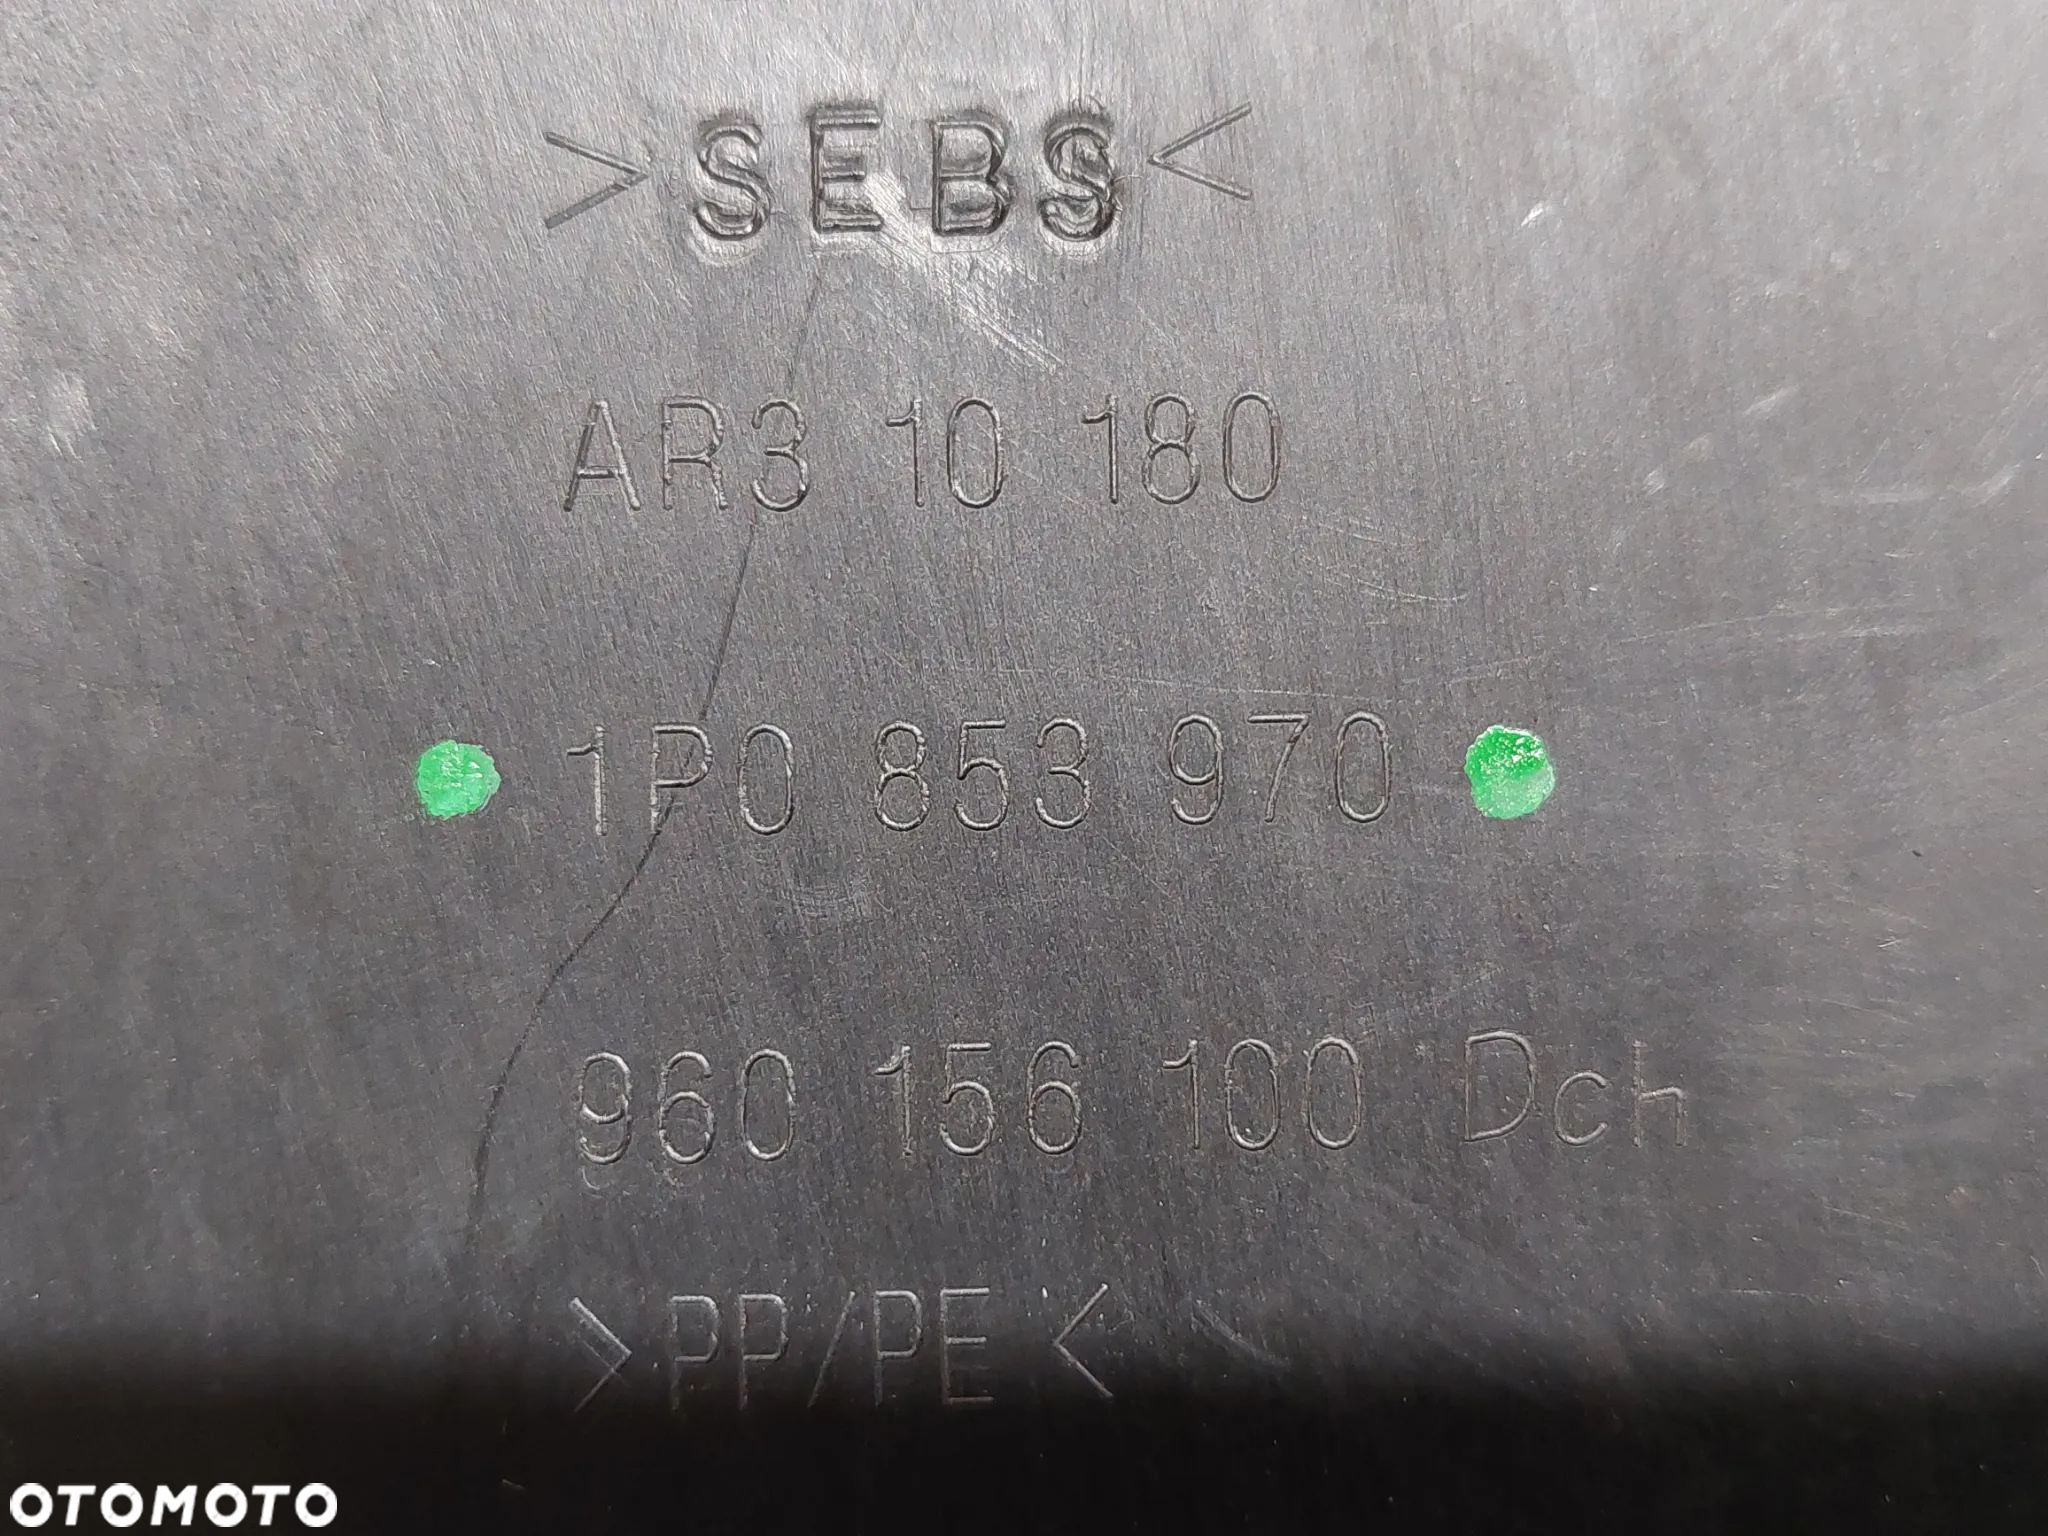 >SEBS<
AR3 10 180
1P0 853 970
960 156 100 Dch
>PP/PE<
OTOMOTO